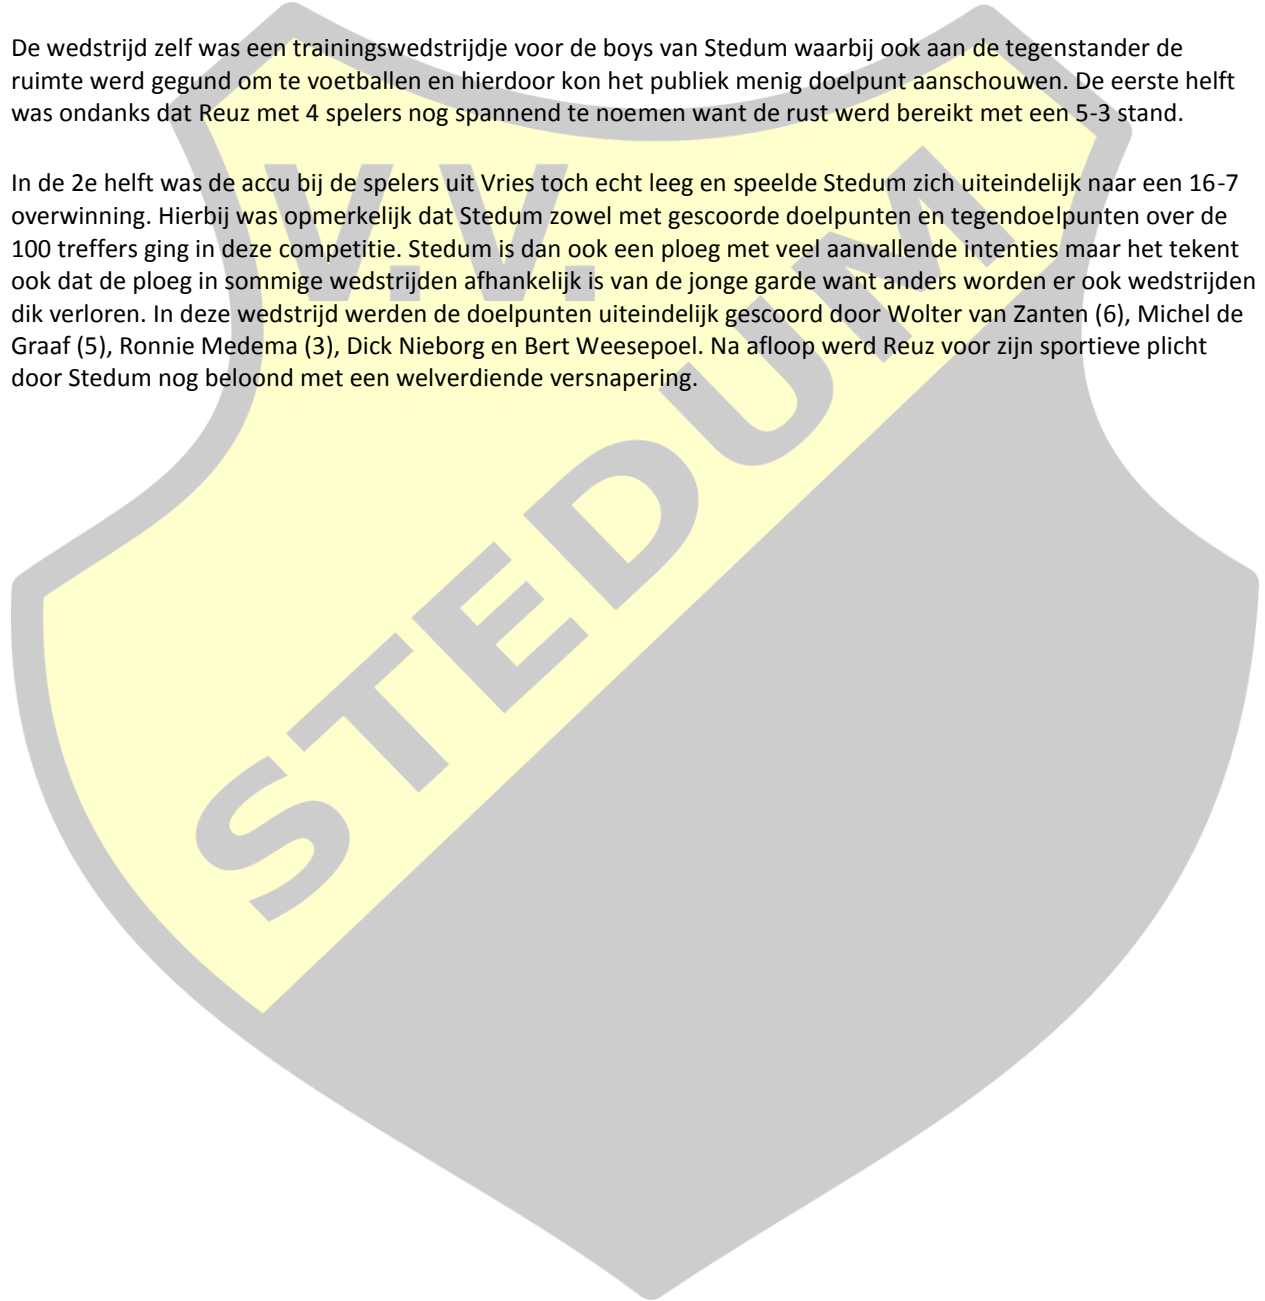 De wedstrijd zelf was een trainingswedstrijdje voor de boys van Stedum waarbij ook aan de tegenstander de
ruimte werd gegund om te voetballen en hierdoor kon het publiek menig doelpunt aanschouwen. De eerste helft
was ondanks dat Reuz met 4 spelers nog spannend te noemen want de rust werd bereikt met een 5-3 stand.
In de 2e helft was de accu bij de spelers uit Vries toch echt leeg en speelde Stedum zich uiteindelijk naar een 16-7
overwinning. Hierbij was opmerkelijk dat Stedum zowel met gescoorde doelpunten en tegendoelpunten over de
100 treffers ging in deze competitie. Stedum is dan ook een ploeg met veel aanvallende intenties maar het tekent
ook dat de ploeg in sommige wedstrijden afhankelijk is van de jonge garde want anders worden er ook wedstrijden
dik verloren. In deze wedstrijd werden de doelpunten uiteindelijk gescoord door Wolter van Zanten (6), Michel de
Graaf (5), Ronnie Medema (3), Dick Nieborg en Bert Weesepoel. Na afloop werd Reuz voor zijn sportieve plicht
door Stedum nog beloond met een welverdiende versnapering.
V.V.
STEDUM